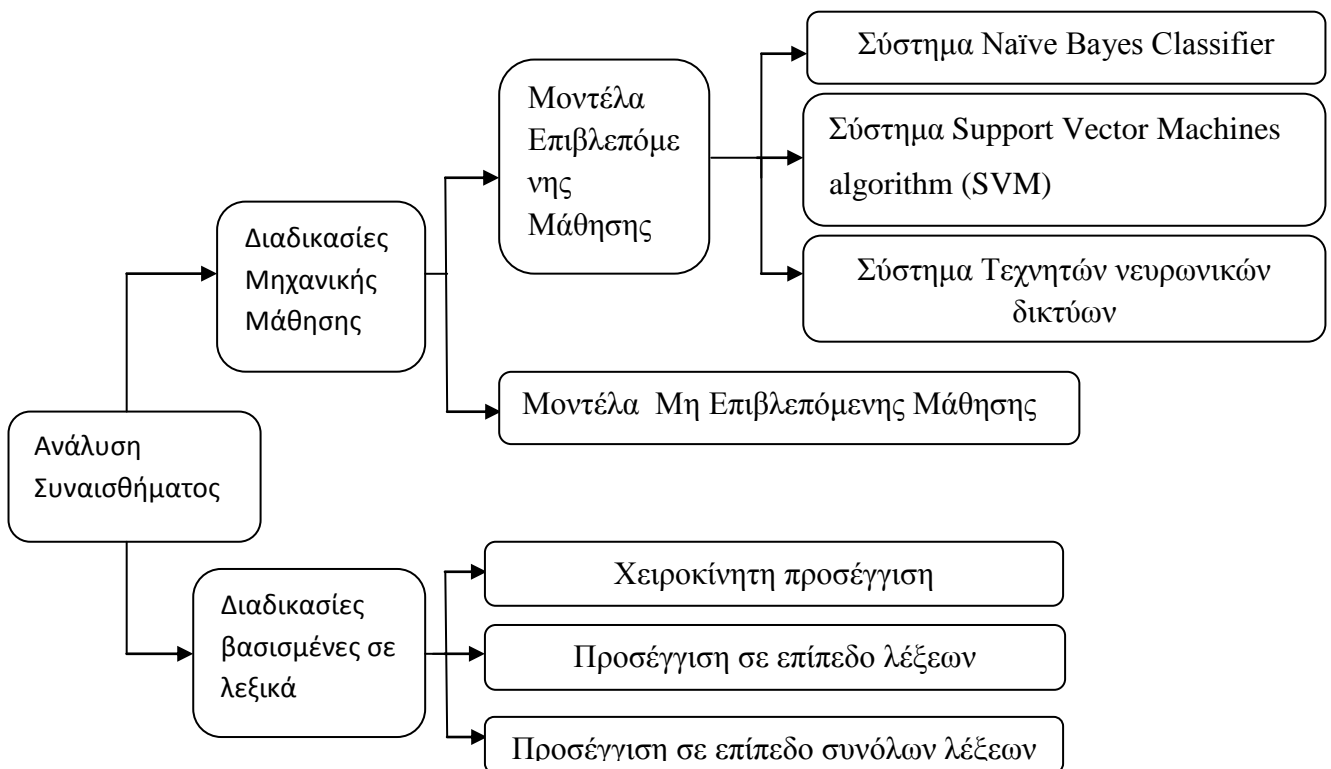 Ανάλυση
Συναισθήματος
Διαδικασίες
Μηχανικής
Μάθησης
Μοντέλα
Επιβλεπόμε
νης
Μάθησης
Σύστημα Naïve Bayes Classifier
Σύστημα Support Vector Machines
algorithm (SVM)
Σύστημα Τεχνητών νευρωνικών
δικτύων
Μοντέλα Μη Επιβλεπόμενης Μάθησης
Διαδικασίες
βασισμένες σε
λεξικά
Χειροκίνητη προσέγγιση
Προσέγγιση σε επίπεδο λέξεων
Προσέγγιση σε επίπεδο συνόλων λέξεων